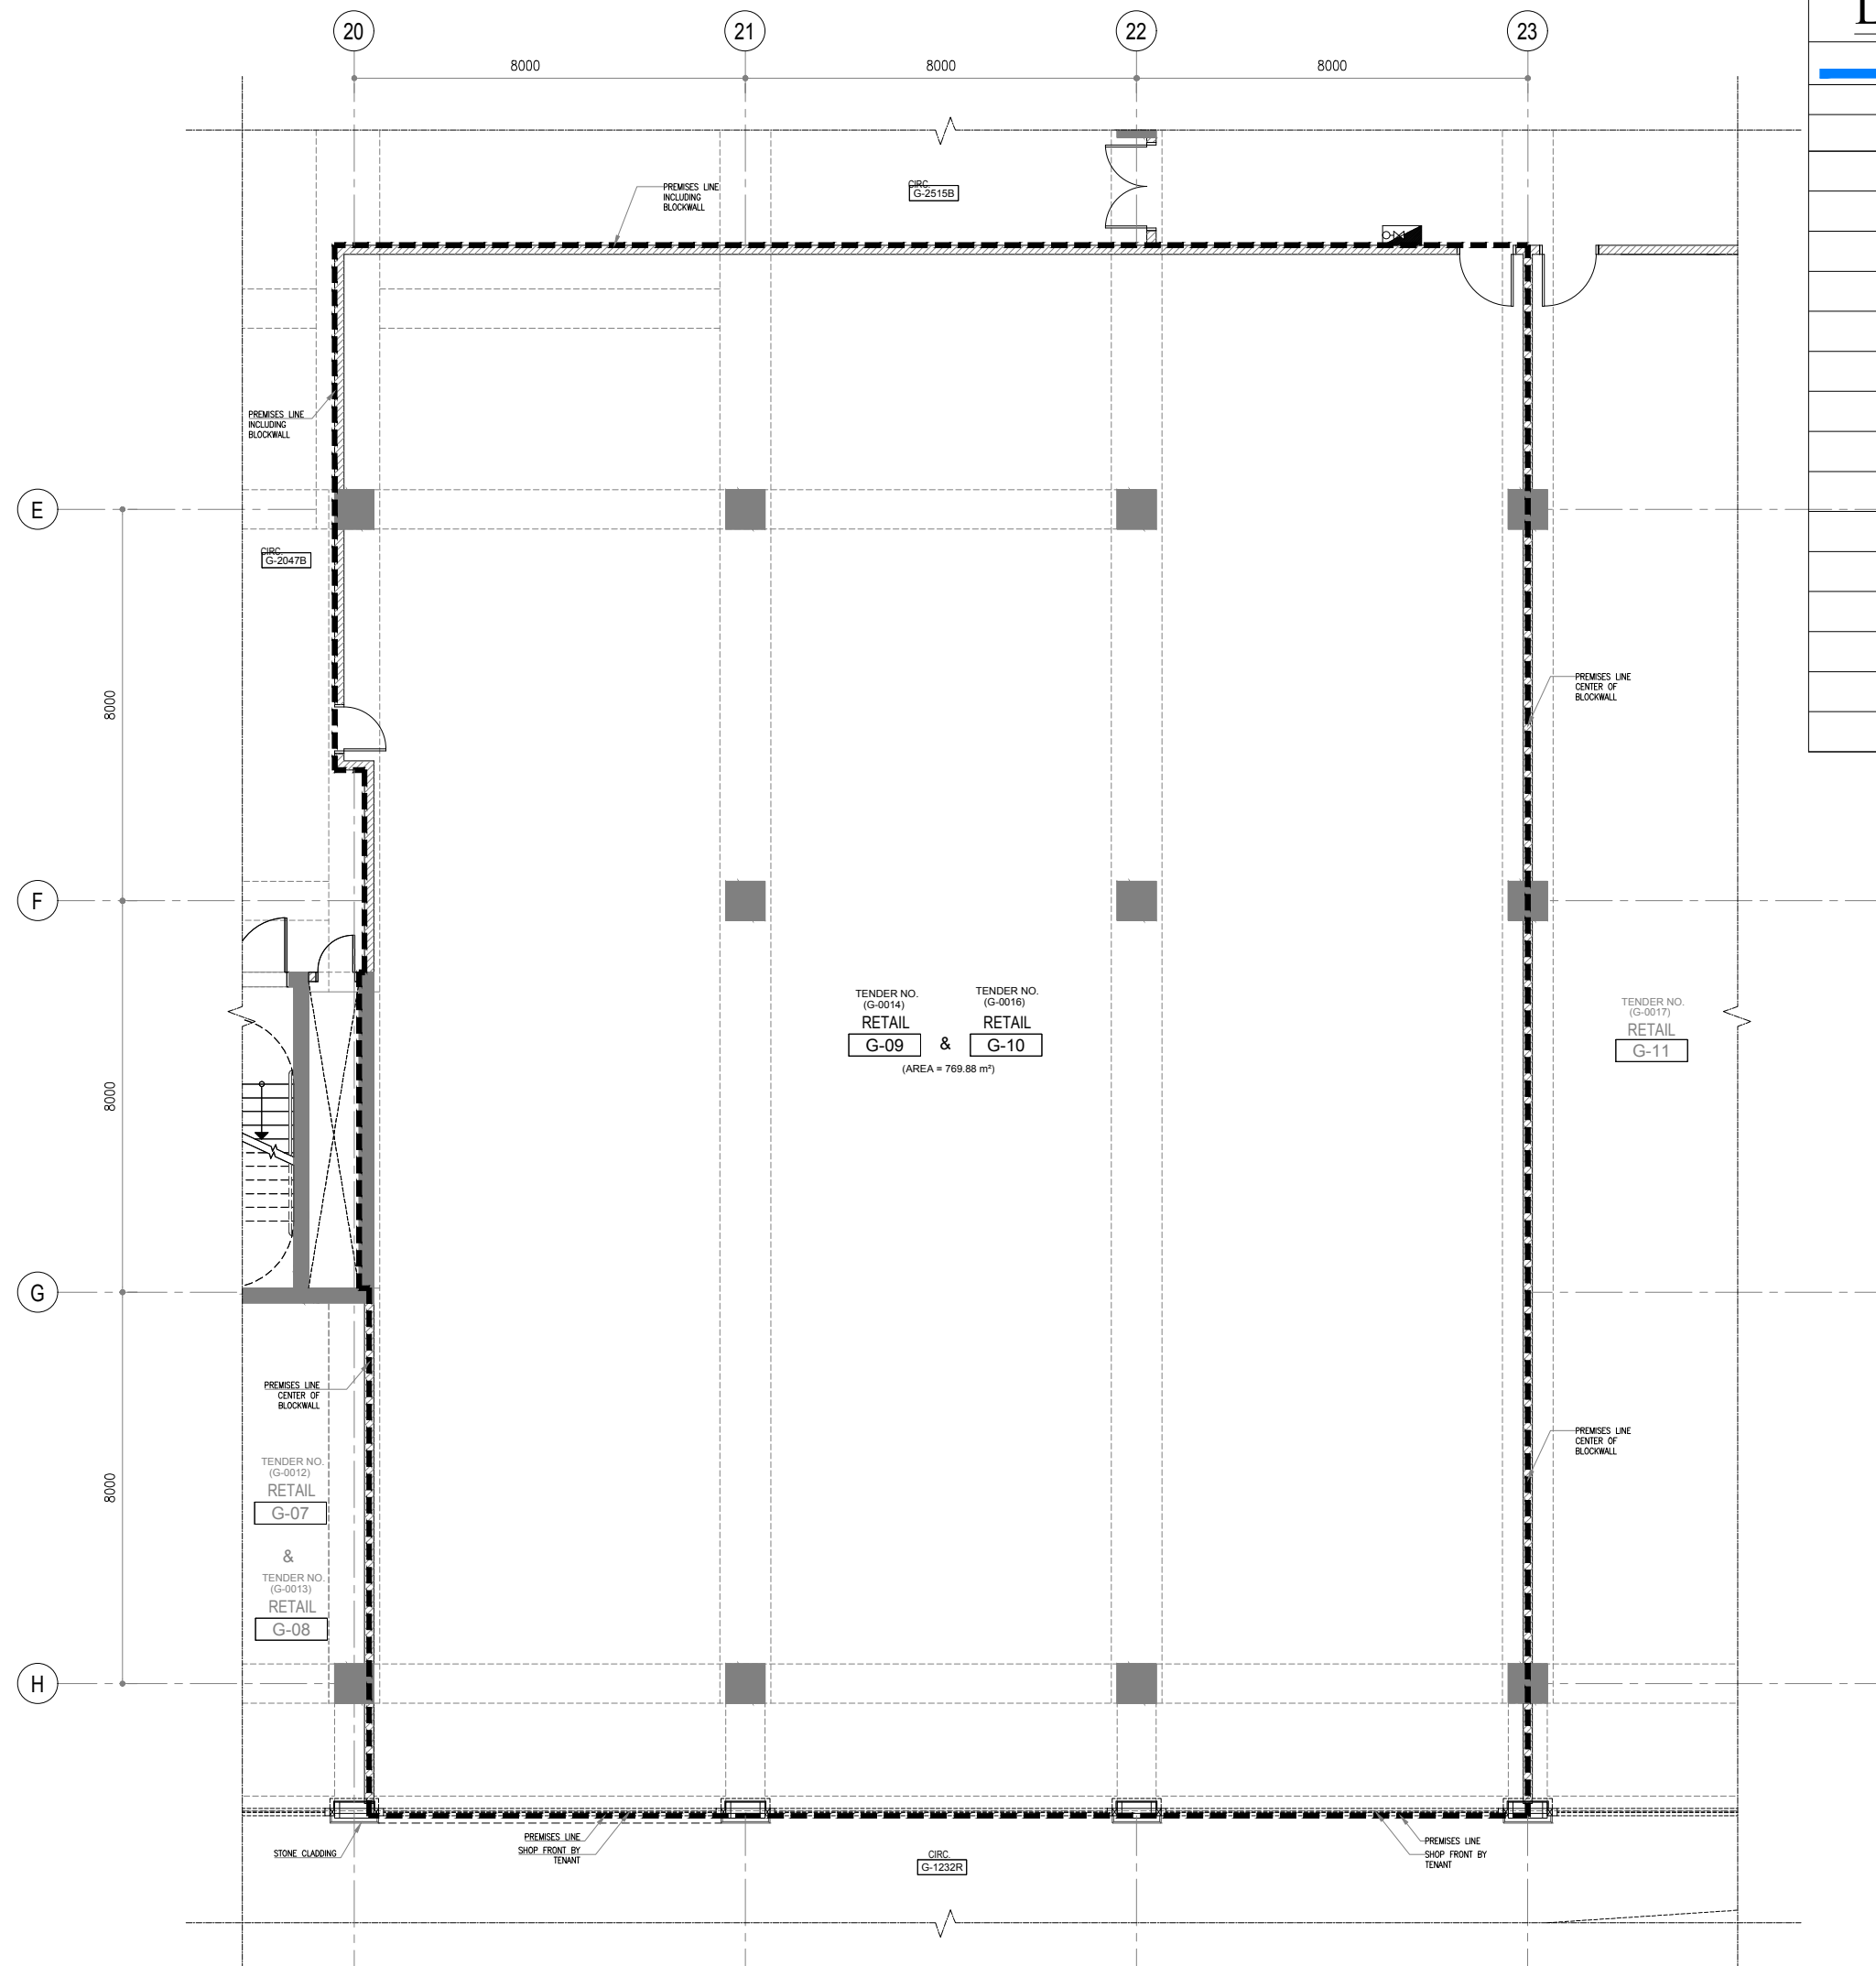 L
20
21
22
23
8000
8000
8000
PREMISES LINE
INCLUDING
BLOCKWALL
CIRC.
G-2515B
PREMISES LINE
INCLUDING
BLOCKWALL
E
CIRC.
G-2047B
8000
PREMISES LINE
CENTER OF
BLOCKWALL
F
TENDER NO.
(G-0014)
RETAIL
G-09
&
TENDER NO.
(G-0016)
RETAIL
G-10
(AREA = 769.88 m²)
TENDER NO.
(G-0017)
RETAIL
G-11
8000
G
PREMISES LINE
CENTER OF
BLOCKWALL
PREMISES LINE
CENTER OF
BLOCKWALL
TENDER NO.
(G-0012)
RETAIL
G-07
&
TENDER NO.
(G-0013)
RETAIL
G-08
8000
H
STONE CLADDING
PREMISES LINE
SHOP FRONT BY
TENANT
CIRC.
G-1232R
PREMISES LINE
SHOP FRONT BY
TENANT